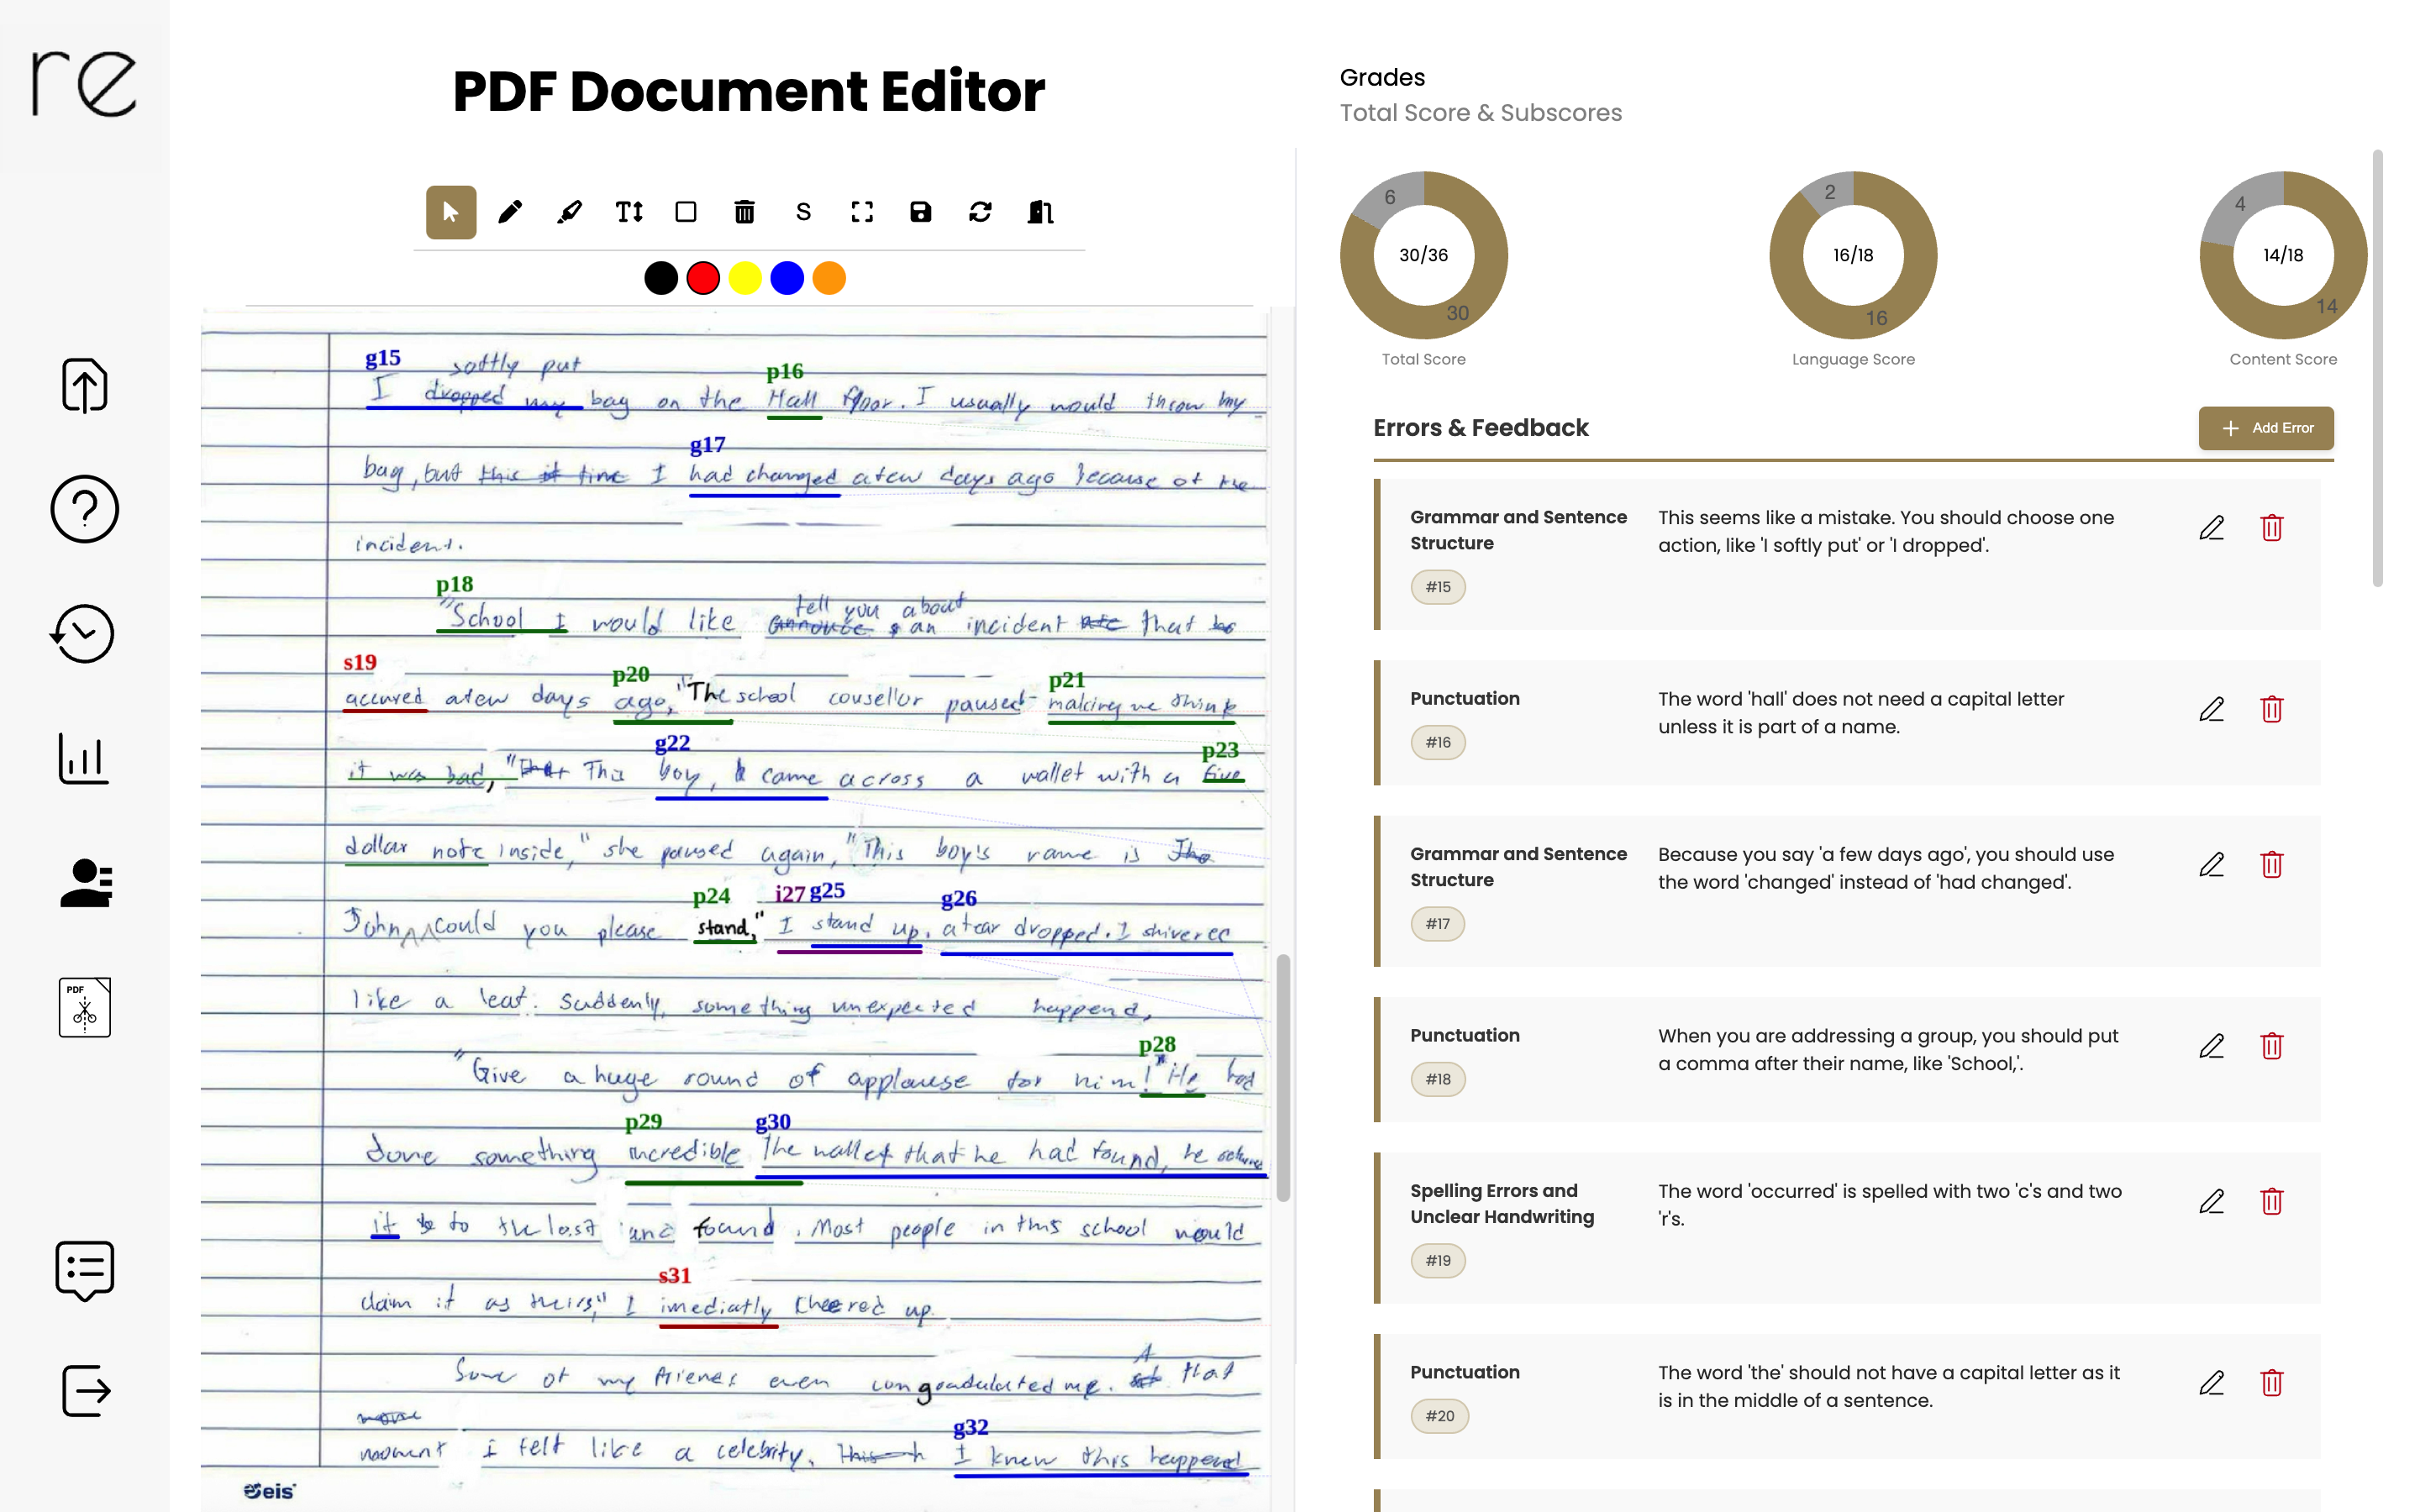 re
PDF Document Editor
S
g15 softly put p16
I dropped my bag on the Hall floor. I usually would throw my
g17
bag, but this it time I had changed afew days ago because of the
incident.
p18
"School I would like tell you about annouce an incident that
s19 p20 p21
accured afew days ago," The school cousellor paused- making me think
g22 p23
it was bad, "That This boy, I came across a wallet with a five
dollar note inside," she paused again, "This boy's name is The
p24 i27 g25 g26
John could you please stand," I stand up. a tear dropped. I shivered
like a leaf. Suddenly, something unexpected happend,
p28
"Give a huge round of applause for him!" He had
p29 g30
done something incredible The wallet that he had found, he
it to the lost and found. Most people in this school would
s31
claim it as theirs," I imediatly cheered up.
Some of my friends even congradulated me. At that
moment I felt like a celebrity. This I knew this happend
g32
eis
Grades
Total Score & Subscores
6
30/36
30
Total Score
2
16/18
16
Language Score
4
14/18
14
Content Score
Errors & Feedback
+ Add Error
Grammar and Sentence
Structure
#15
This seems like a mistake. You should choose one
action, like 'I softly put' or 'I dropped'.
Punctuation
#16
The word 'hall' does not need a capital letter
unless it is part of a name.
Grammar and Sentence
Structure
#17
Because you say 'a few days ago', you should use
the word 'changed' instead of 'had changed'.
Punctuation
#18
When you are addressing a group, you should put
a comma after their name, like 'School,'.
Spelling Errors and
Unclear Handwriting
#19
The word 'occurred' is spelled with two 'c's and two
'r's.
Punctuation
#20
The word 'the' should not have a capital letter as it
is in the middle of a sentence.
PDF